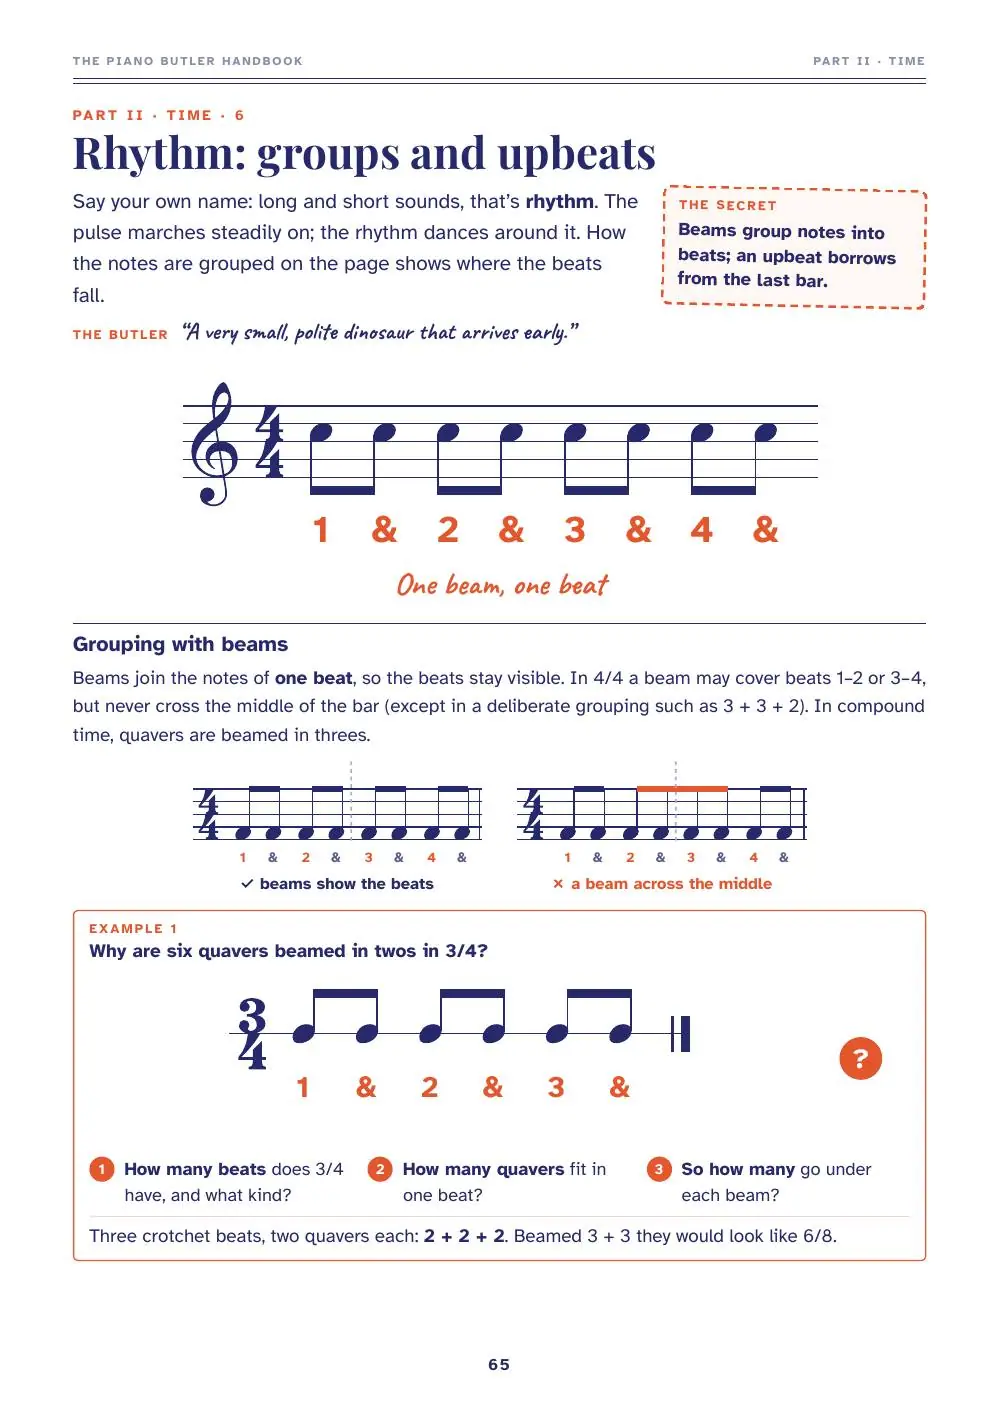 THE PIANO BUTLER HANDBOOK
PART II · TIME
PART II · TIME · 6
Rhythm: groups and upbeats
Say your own name: long and short sounds, that’s rhythm. The
pulse marches steadily on; the rhythm dances around it. How
the notes are grouped on the page shows where the beats
fall.
THE SECRET
Beams group notes into
beats; an upbeat borrows
from the last bar.
THE BUTLER “A very small, polite dinosaur that arrives early.”
4
4
1 & 2 & 3 & 4 &
One beam, one beat
Grouping with beams
Beams join the notes of one beat, so the beats stay visible. In 4/4 a beam may cover beats 1–2 or 3–4,
but never cross the middle of the bar (except in a deliberate grouping such as 3 + 3 + 2). In compound
time, quavers are beamed in threes.
4
4
1 & 2 & 3 & 4 &
✓ beams show the beats
4
4
1 & 2 & 3 & 4 &
✕ a beam across the middle
EXAMPLE 1
Why are six quavers beamed in twos in 3/4?
3
4
1 & 2 & 3 &
?
1 How many beats does 3/4
have, and what kind?
2 How many quavers fit in
one beat?
3 So how many go under
each beam?
Three crotchet beats, two quavers each: 2 + 2 + 2. Beamed 3 + 3 they would look like 6/8.
65